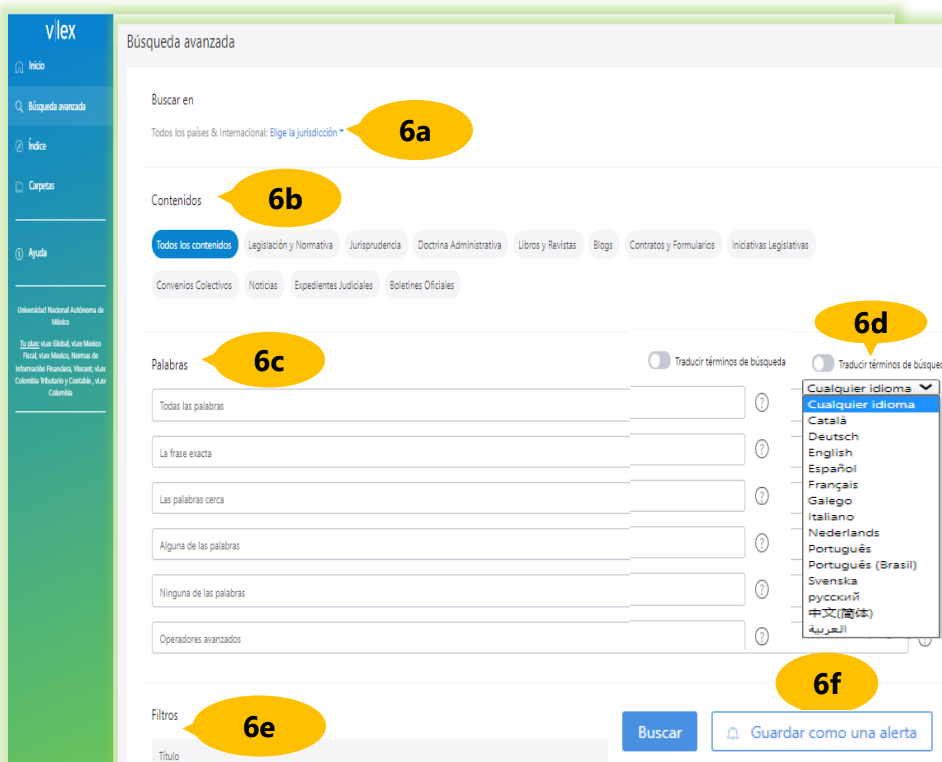 v|lex
Inicio
Búsqueda avanzada
Índice
Carpetas
Ayuda
Universidad Nacional Autónoma de
México
Tu plan: vLex Global, vLex Mexico
Fiscal, vLex Mexico, Normas de
Información Financiera, Vincent, vLex
Colombia Tributario y Contable , vLex
Colombia
Búsqueda avanzada
Buscar en
Todos los países & Internacional: Elige la jurisdicción
6a
Contenidos
6b
Todos los contenidos Legislación y Normativa Jurisprudencia Doctrina Administrativa Libros y Revistas Blogs Contratos y Formularios Iniciativas Legislativas
Convenios Colectivos Noticias Expedientes Judiciales Boletines Oficiales
Palabras
6c
Traducir términos de búsqueda
6d
Traducir términos de búsqued
Todas las palabras
La frase exacta
Las palabras cerca
Alguna de las palabras
Ninguna de las palabras
Operadores avanzados
Cualquier idioma
Cualquier idioma
Català
Deutsch
English
Español
Français
Galego
Italiano
Nederlands
Português
Português (Brasil)
Svenska
русский
中文(简体)
العربية
Filtros
6e
Título
6f
Buscar
Guardar como una alerta